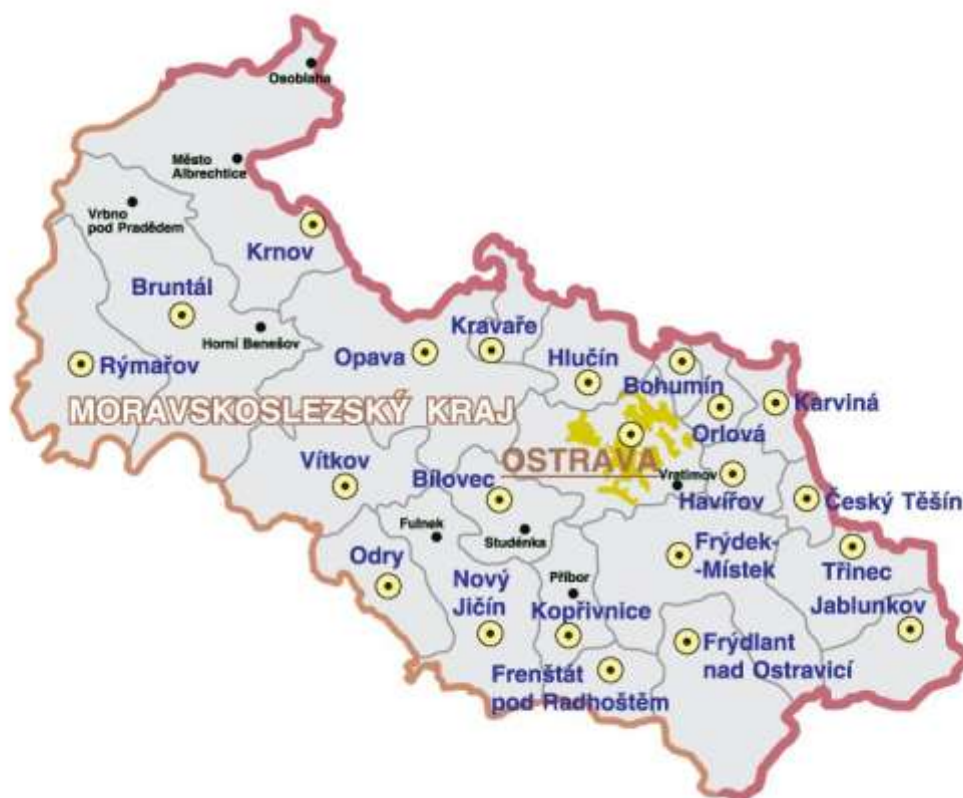 Osoblaha
Město
Albrechtice
Vrbno
pod Pradědem
Krnov
Bruntál
Horní Benešov
Kravaře
Opava
Hlučín
Rýmařov
Bohumín
Karviná
MORAVSKOSLEZSKÝ KRAJ
Orlová
OSTRAVA
Vítkov
Bílovec
Vratimov
Havířov
Český Těšín
Fulnek
Studénka
Odry
Frýdek-
-Místek
Třinec
Nový
Jičín
Příbor
Kopřivnice
Jablunkov
Frýdlant
nad Ostravicí
Frenštát
pod Radhoštěm